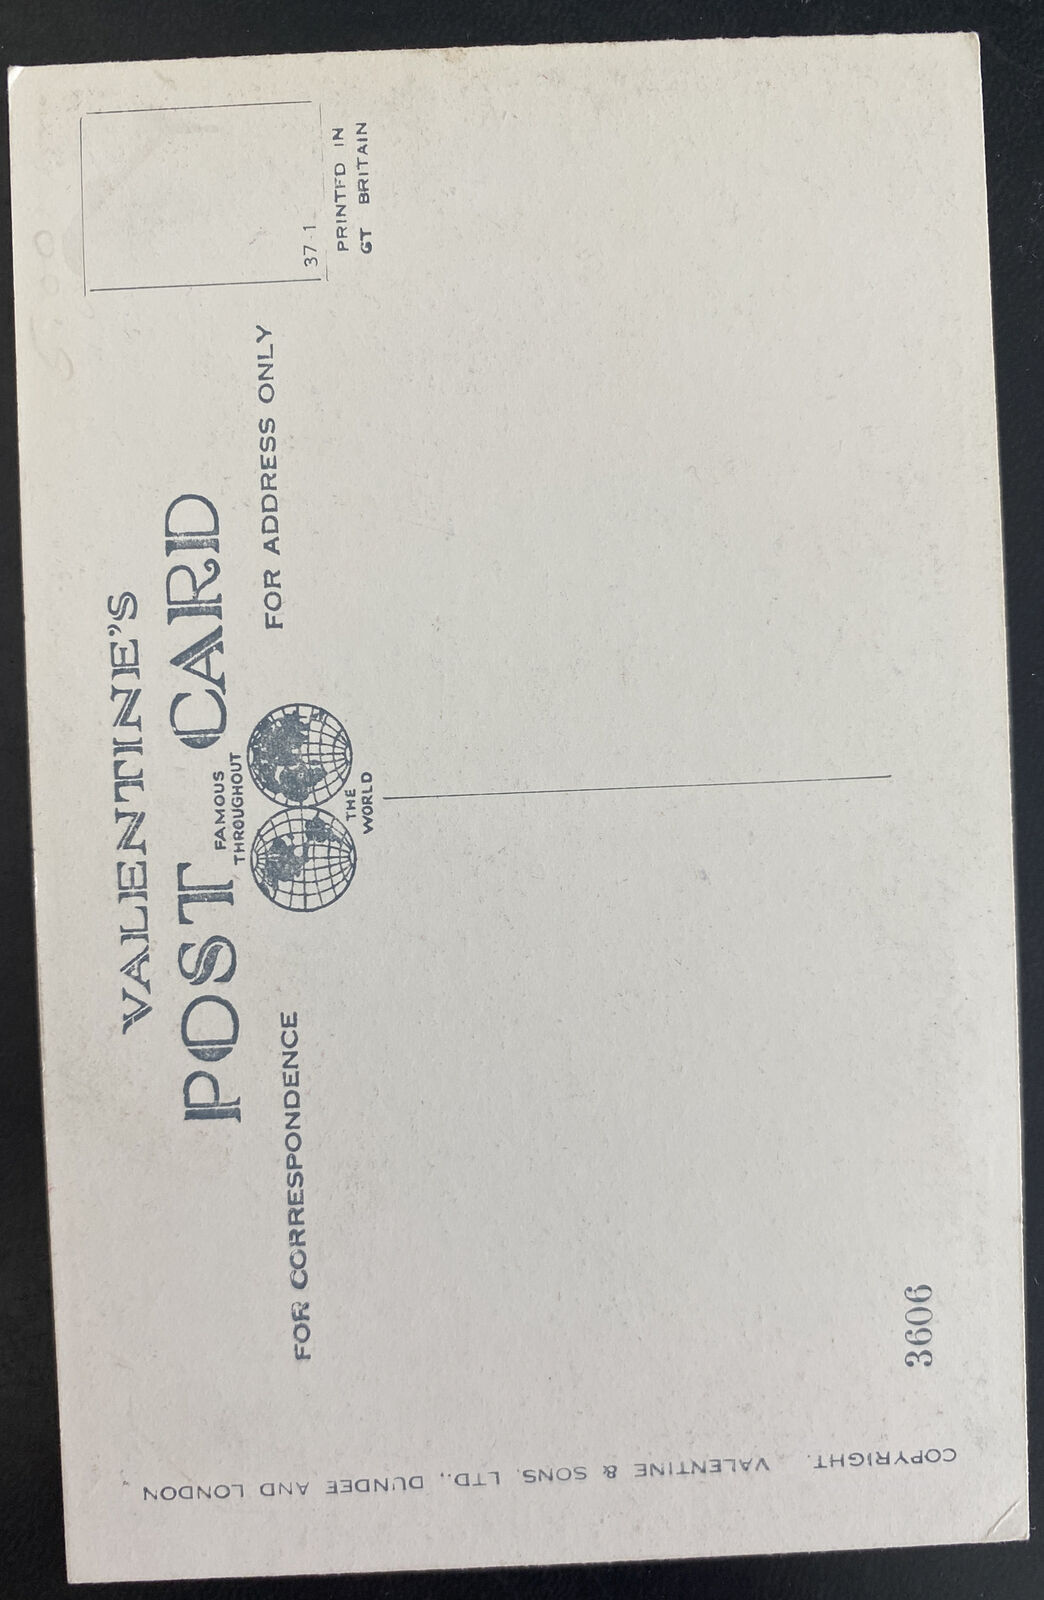 VALENTINE'S
POST CARD
FAMOUS
THROUGHOUT
THE
WORLD
FOR CORRESPONDENCE
FOR ADDRESS ONLY
37-1
PRINTED IN
GT BRITAIN
3606
COPYRIGHT. VALENTINE & SONS, LTD., DUNDEE AND LONDON